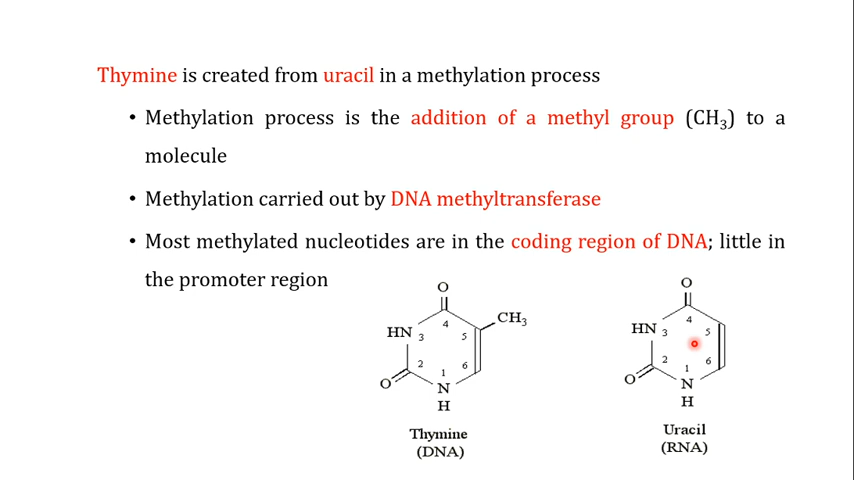 Thymine is created from uracil in a methylation process
• Methylation process is the addition of a methyl group (CH₃) to a
molecule
• Methylation carried out by DNA methyltransferase
• Most methylated nucleotides are in the coding region of DNA; little in
the promoter region
O
4
CH₃
HN 3
5
2
6
1
O
N
H
Thymine
(DNA)
O
4
HN 3
5
2
6
1
O
N
H
Uracil
(RNA)